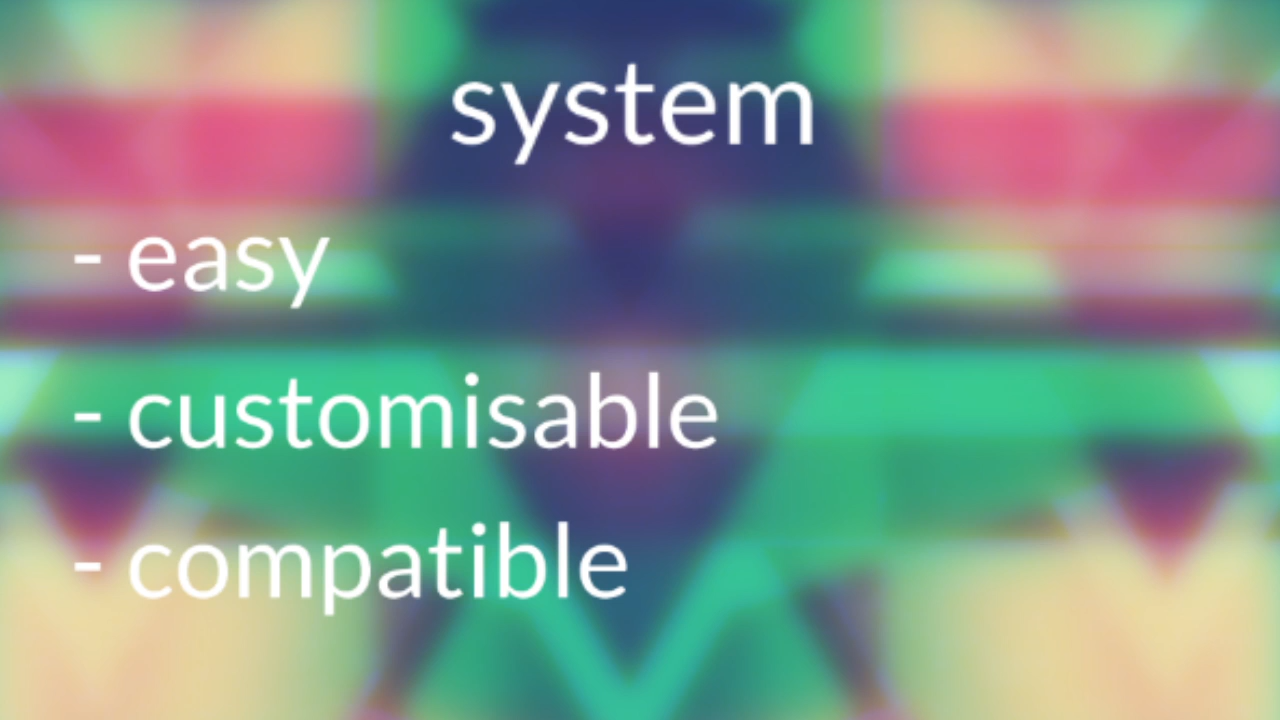 system
- easy
- customisable
- compatible